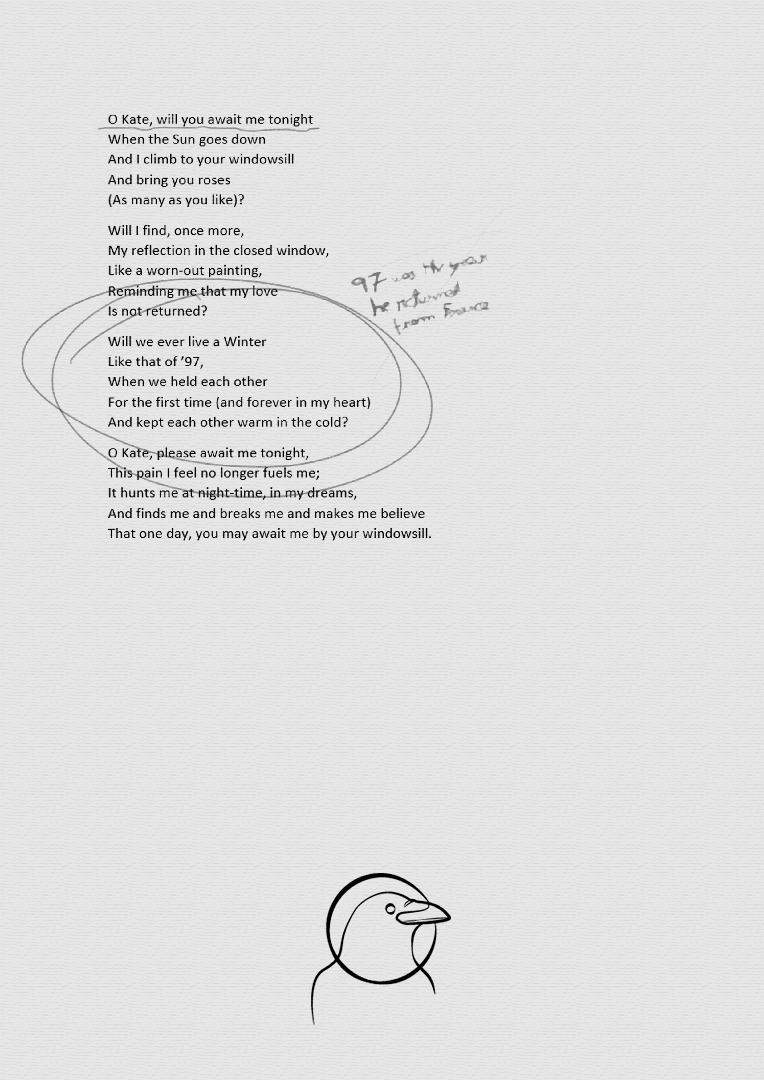 O Kate, will you await me tonight
When the Sun goes down
And I climb to your windowsill
And bring you roses
(As many as you like)?
Will I find, once more,
My reflection in the closed window,
Like a worn-out painting,
Reminding me that my love
Is not returned?
Will we ever live a Winter
Like that of ’97,
When we held each other
For the first time (and forever in my heart)
And kept each other warm in the cold?
O Kate, please await me tonight,
This pain I feel no longer fuels me;
It hunts me at night-time, in my dreams,
And finds me and breaks me and makes me believe
That one day, you may await me by your windowsill.
97 was the year
he returned
from France